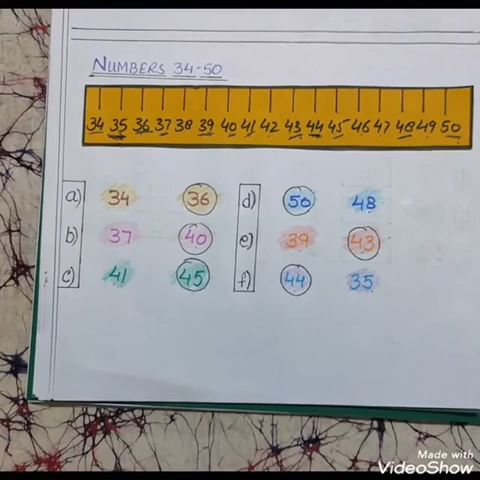 NUMBERS 34-50
34 35 36 37 38 39 40 41 42 43 44 45 46 47 48 49 50
a) 34 36 d) 50 48
b) 37 40 e) 39 43
c) 41 45 f) 44 35
Made with
VideoShow